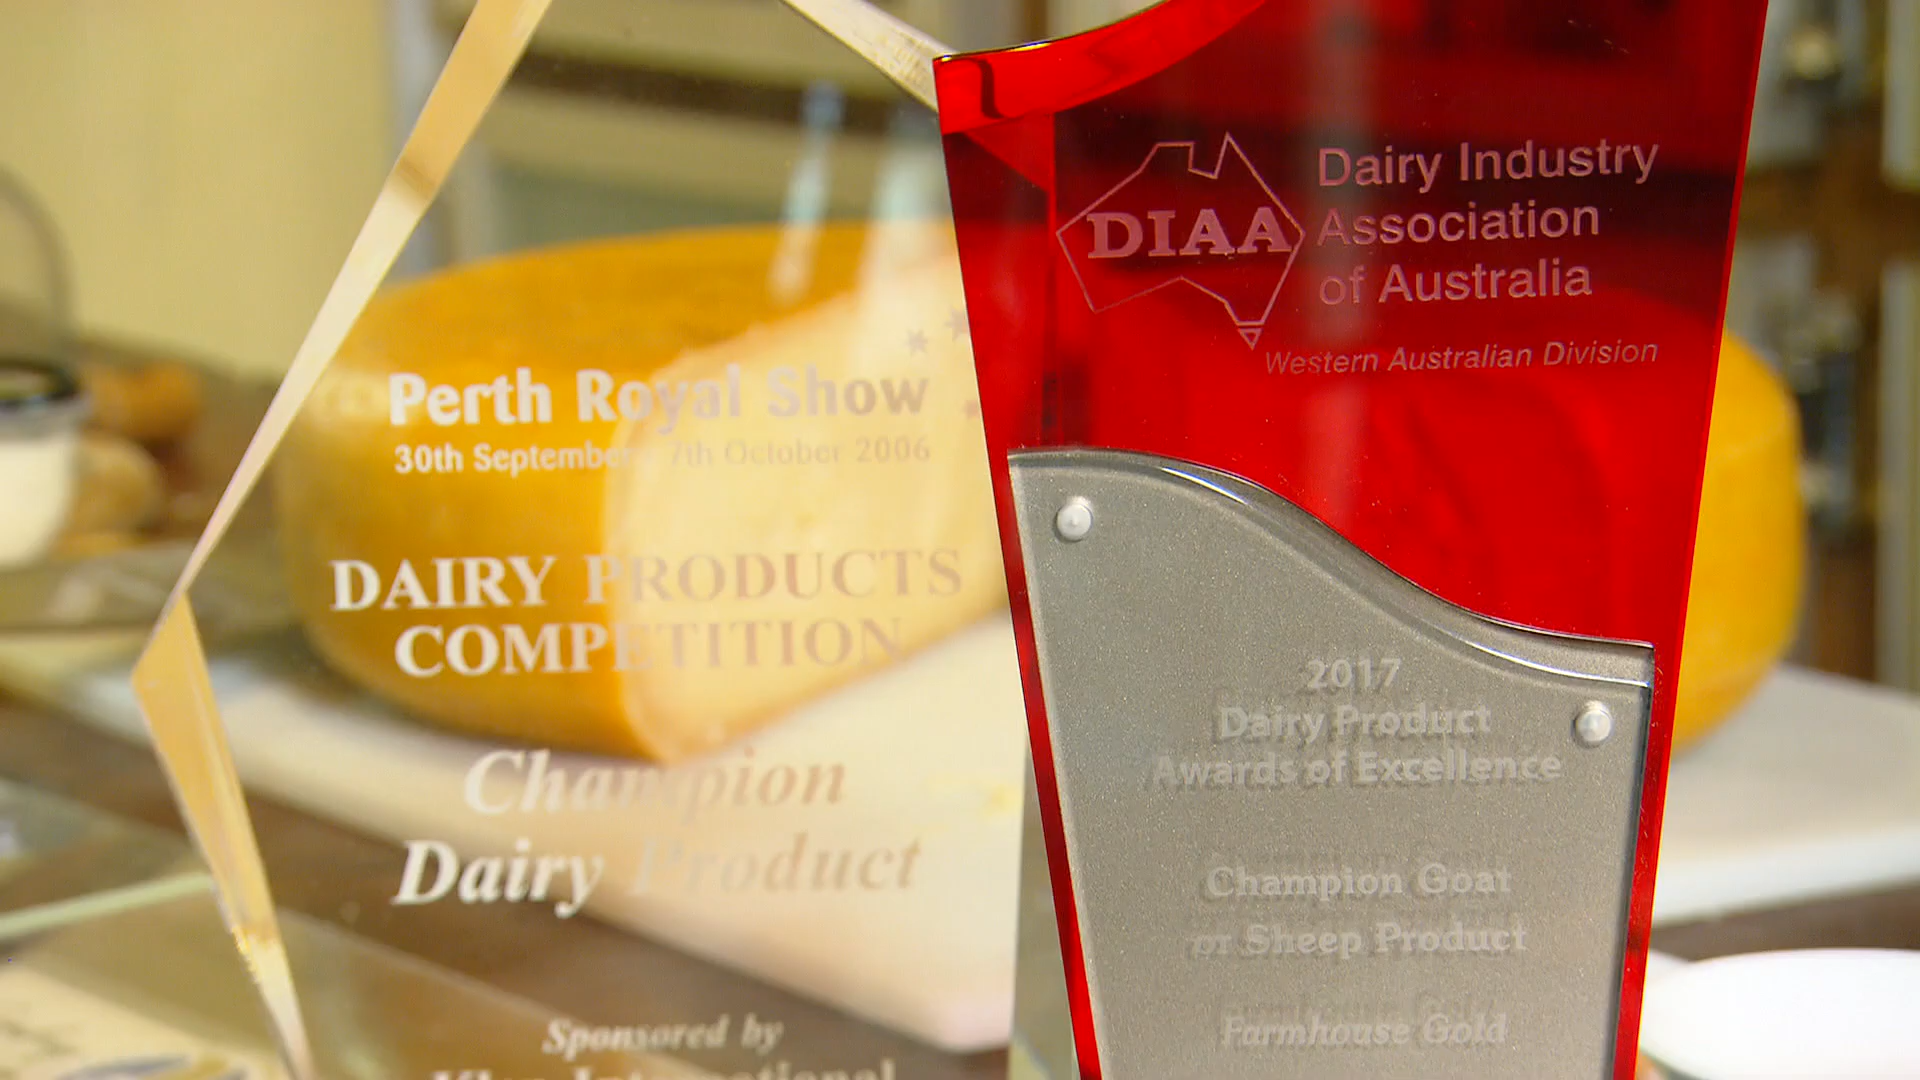 Perth Royal Show
30th September - 7th October 2006
DAIRY PRODUCTS
COMPETITION
Champion
Dairy Product
Sponsored by
International
DIAA
Dairy Industry
Association
of Australia
Western Australian Division
2017
Dairy Product
Awards of Excellence
Champion Goat
or Sheep Product
Farmhouse Gold